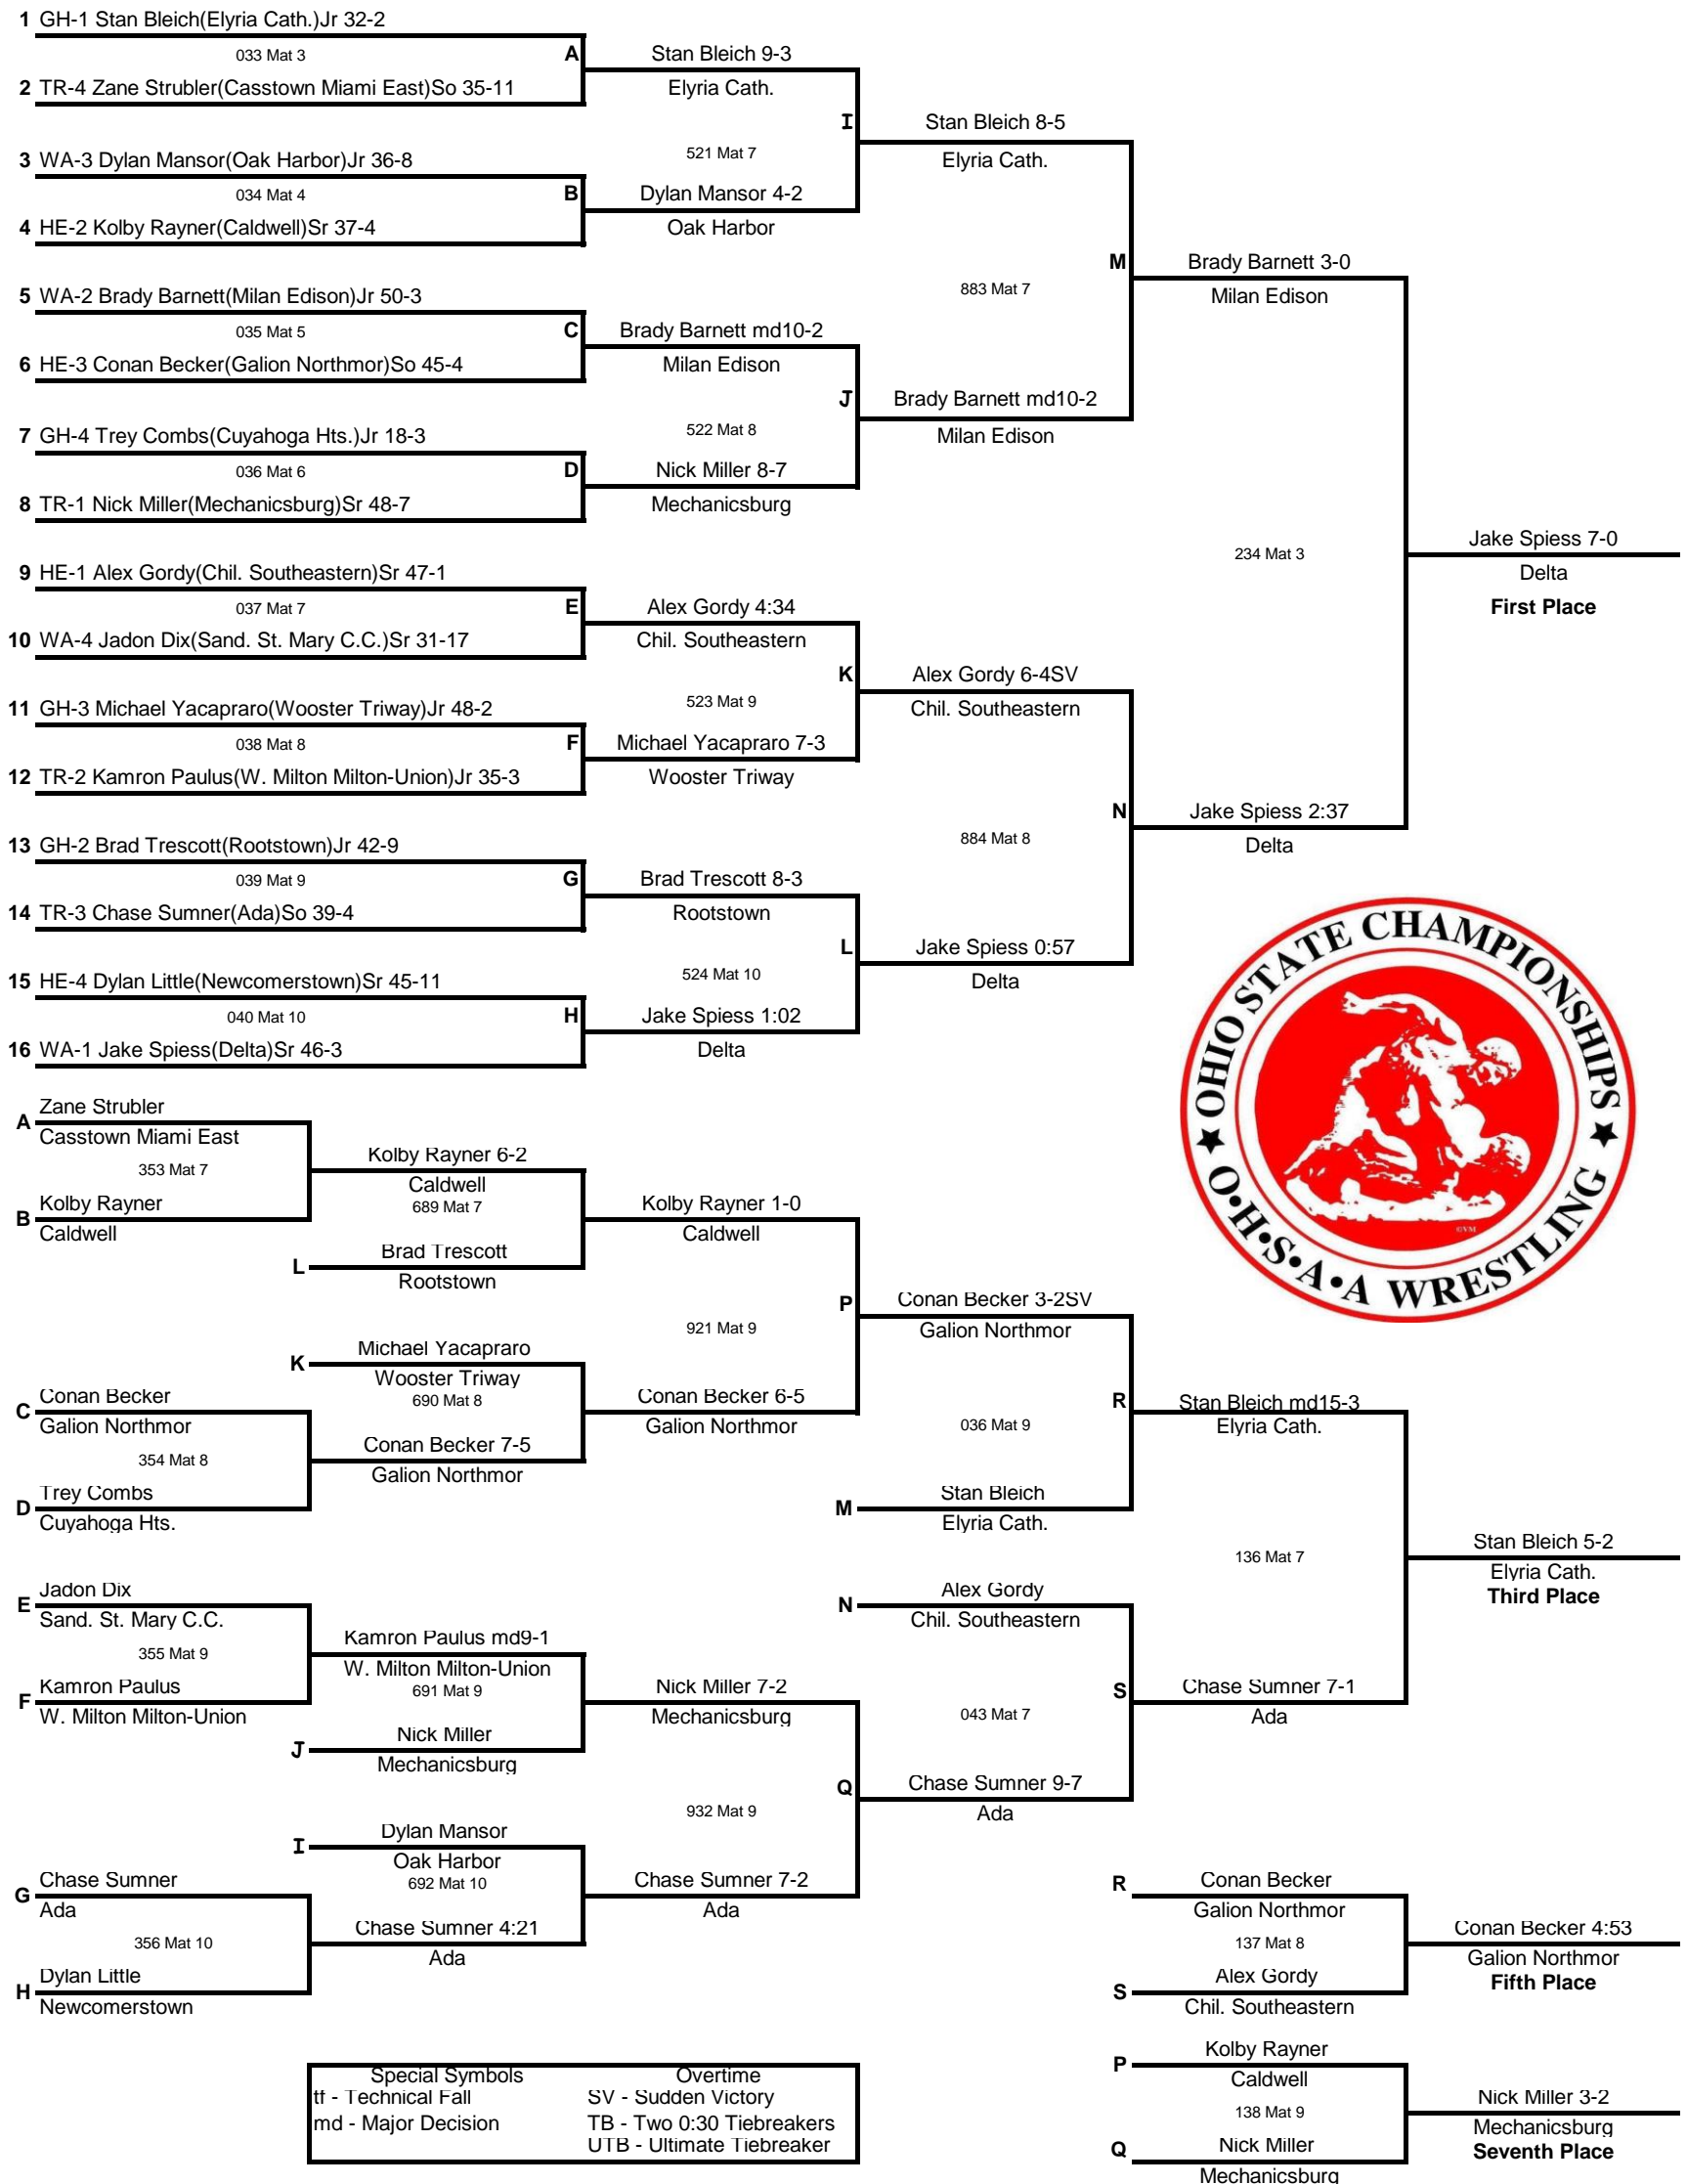 1 GH-1 Stan Bleich(Elyria Cath.)Jr 32-2
033 Mat 3
A
2 TR-4 Zane Strubler(Casstown Miami East)So 35-11
Stan Bleich 9-3
Elyria Cath.
I
521 Mat 7
3 WA-3 Dylan Mansor(Oak Harbor)Jr 36-8
034 Mat 4
B
4 HE-2 Kolby Rayner(Caldwell)Sr 37-4
Dylan Mansor 4-2
Oak Harbor
Stan Bleich 8-5
Elyria Cath.
M
883 Mat 7
5 WA-2 Brady Barnett(Milan Edison)Jr 50-3
035 Mat 5
C
6 HE-3 Conan Becker(Galion Northmor)So 45-4
Brady Barnett md10-2
Milan Edison
J
522 Mat 8
7 GH-4 Trey Combs(Cuyahoga Hts.)Jr 18-3
036 Mat 6
D
8 TR-1 Nick Miller(Mechanicsburg)Sr 48-7
Nick Miller 8-7
Mechanicsburg
Brady Barnett md10-2
Milan Edison
Brady Barnett 3-0
Milan Edison
234 Mat 3
Jake Spiess 7-0
Delta
First Place
9 HE-1 Alex Gordy(Chil. Southeastern)Sr 47-1
037 Mat 7
E
10 WA-4 Jadon Dix(Sand. St. Mary C.C.)Sr 31-17
Alex Gordy 4:34
Chil. Southeastern
K
523 Mat 9
11 GH-3 Michael Yacapraro(Wooster Triway)Jr 48-2
038 Mat 8
F
12 TR-2 Kamron Paulus(W. Milton Milton-Union)Jr 35-3
Michael Yacapraro 7-3
Wooster Triway
Alex Gordy 6-4SV
Chil. Southeastern
N
884 Mat 8
Jake Spiess 2:37
Delta
13 GH-2 Brad Trescott(Rootstown)Jr 42-9
039 Mat 9
G
14 TR-3 Chase Sumner(Ada)So 39-4
Brad Trescott 8-3
Rootstown
L
524 Mat 10
15 HE-4 Dylan Little(Newcomerstown)Sr 45-11
040 Mat 10
H
16 WA-1 Jake Spiess(Delta)Sr 46-3
Jake Spiess 1:02
Delta
Jake Spiess 0:57
Delta
★ OHIO STATE CHAMPIONSHIPS ★
O•H•S•A•A WRESTLING
©VM
A Zane Strubler
Casstown Miami East
353 Mat 7
B Kolby Rayner
Caldwell
Kolby Rayner 6-2
Caldwell
689 Mat 7
L Brad Trescott
Rootstown
Kolby Rayner 1-0
Caldwell
P
921 Mat 9
K Michael Yacapraro
Wooster Triway
690 Mat 8
C Conan Becker
Galion Northmor
354 Mat 8
D Trey Combs
Cuyahoga Hts.
Conan Becker 7-5
Galion Northmor
Conan Becker 6-5
Galion Northmor
Conan Becker 3-2SV
Galion Northmor
R
036 Mat 9
M Stan Bleich
Elyria Cath.
Stan Bleich md15-3
Elyria Cath.
136 Mat 7
Stan Bleich 5-2
Elyria Cath.
Third Place
E Jadon Dix
Sand. St. Mary C.C.
355 Mat 9
F Kamron Paulus
W. Milton Milton-Union
Kamron Paulus md9-1
W. Milton Milton-Union
691 Mat 9
J Nick Miller
Mechanicsburg
Nick Miller 7-2
Mechanicsburg
Q
932 Mat 9
N Alex Gordy
Chil. Southeastern
S
043 Mat 7
Chase Sumner 9-7
Ada
Chase Sumner 7-1
Ada
I Dylan Mansor
Oak Harbor
692 Mat 10
G Chase Sumner
Ada
356 Mat 10
H Dylan Little
Newcomerstown
Chase Sumner 4:21
Ada
Chase Sumner 7-2
Ada
R Conan Becker
Galion Northmor
137 Mat 8
S Alex Gordy
Chil. Southeastern
Conan Becker 4:53
Galion Northmor
Fifth Place
P Kolby Rayner
Caldwell
138 Mat 9
Q Nick Miller
Mechanicsburg
Nick Miller 3-2
Mechanicsburg
Seventh Place
Special Symbols Overtime
tf - Technical Fall SV - Sudden Victory
md - Major Decision TB - Two 0:30 Tiebreakers
UTB - Ultimate Tiebreaker